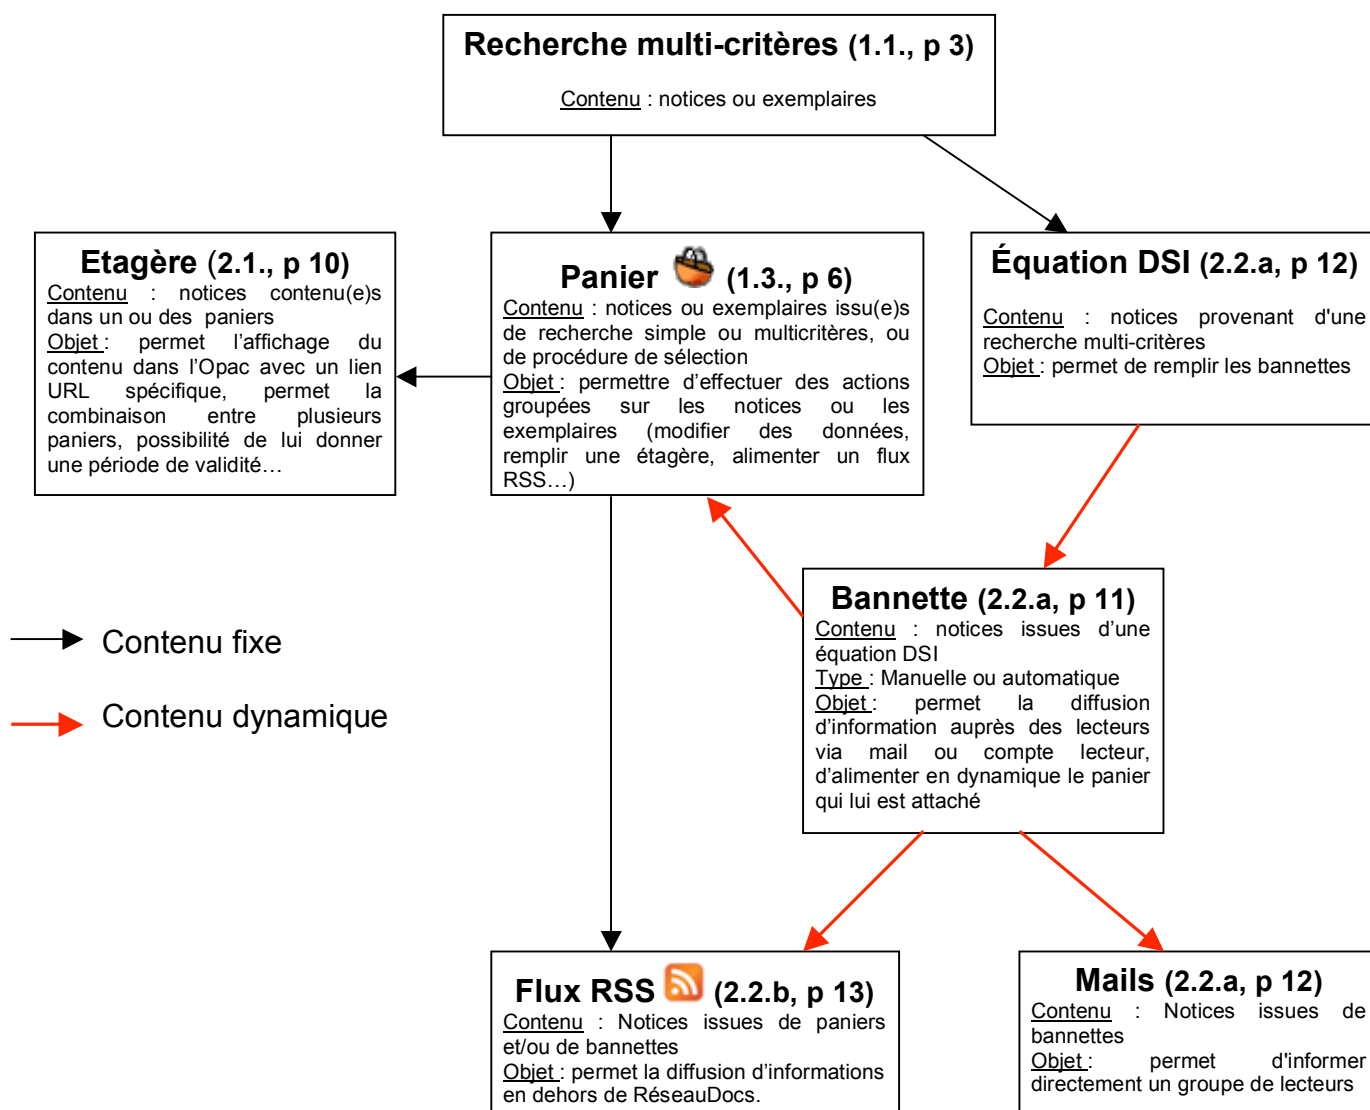 Recherche multi-critères (1.1., p 3)
Contenu : notices ou exemplaires
Etagère (2.1., p 10)
Contenu : notices contenu(e)s
dans un ou des paniers
Objet : permet l’affichage du
contenu dans l’Opac avec un lien
URL spécifique, permet la
combinaison entre plusieurs
paniers, possibilité de lui donner
une période de validité…
Panier (1.3., p 6)
Contenu : notices ou exemplaires issu(e)s
de recherche simple ou multicritères, ou
de procédure de sélection
Objet : permettre d’effectuer des actions
groupées sur les notices ou les
exemplaires (modifier des données,
remplir une étagère, alimenter un flux
RSS…)
Équation DSI (2.2.a, p 12)
Contenu : notices provenant d'une
recherche multi-critères
Objet : permet de remplir les bannettes
Contenu fixe
Contenu dynamique
Bannette (2.2.a, p 11)
Contenu : notices issues d’une
équation DSI
Type : Manuelle ou automatique
Objet : permet la diffusion
d’information auprès des lecteurs
via mail ou compte lecteur,
d’alimenter en dynamique le panier
qui lui est attaché
Flux RSS (2.2.b, p 13)
Contenu : Notices issues de paniers
et/ou de bannettes
Objet : permet la diffusion d’informations
en dehors de RéseauDocs.
Mails (2.2.a, p 12)
Contenu : Notices issues de
bannettes
Objet : permet d'informer
directement un groupe de lecteurs